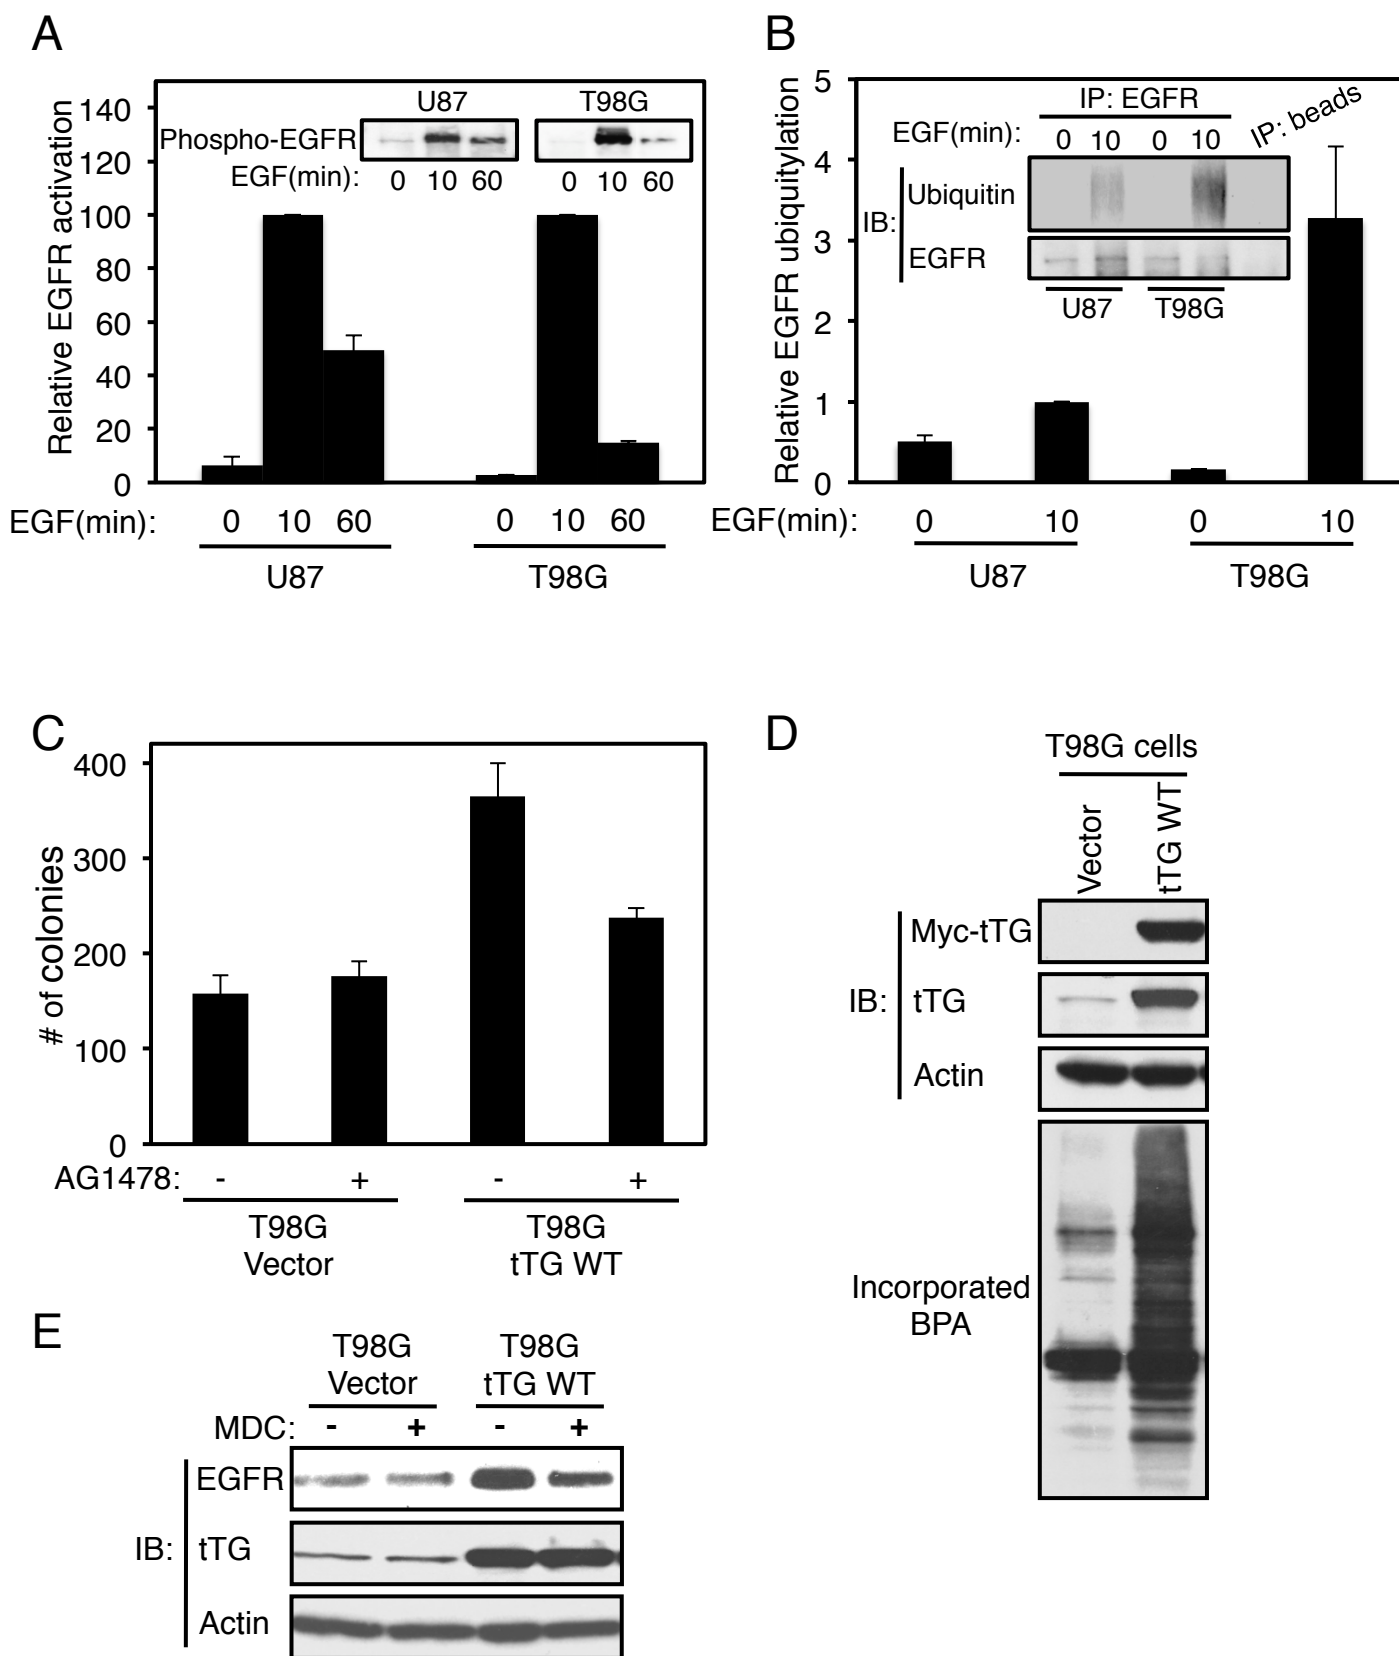 A
Relative EGFR activation
140
120
100
80
60
40
20
0
U87 T98G
Phospho-EGFR
EGF(min): 0 10 60 0 10 60
EGF(min): 0 10 60 0 10 60
U87 T98G
B
Relative EGFR ubiquitylation
5
4
3
2
1
0
IP: EGFR
IP: beads
EGF(min): 0 10 0 10
IB:
Ubiquitin
EGFR
U87 T98G
EGF(min): 0 10 0 10
U87 T98G
C
# of colonies
400
300
200
100
0
AG1478: - + - +
T98G T98G
Vector tTG WT
D
T98G cells
Vector
tTG WT
IB:
Myc-tTG
tTG
Actin
Incorporated
BPA
E
T98G T98G
Vector tTG WT
MDC: - + - +
IB:
EGFR
tTG
Actin